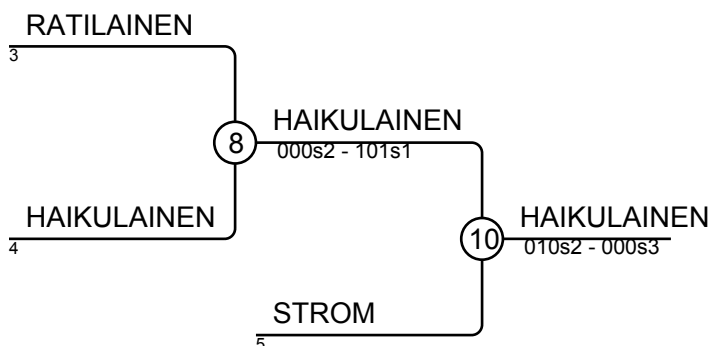 RATILAINEN
3
8
HAIKULAINEN
000s2 - 101s1
HAIKULAINEN
4
10
HAIKULAINEN
010s2 - 000s3
STROM
5